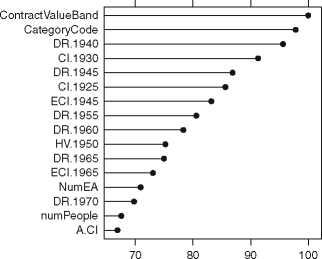 ContractValueBand
CategoryCode
DR.1940
CI.1930
DR.1945
CI.1925
ECI.1945
DR.1955
DR.1960
HV.1950
DR.1965
ECI.1965
NumEA
DR.1970
numPeople
A.CI
70 80 90 100